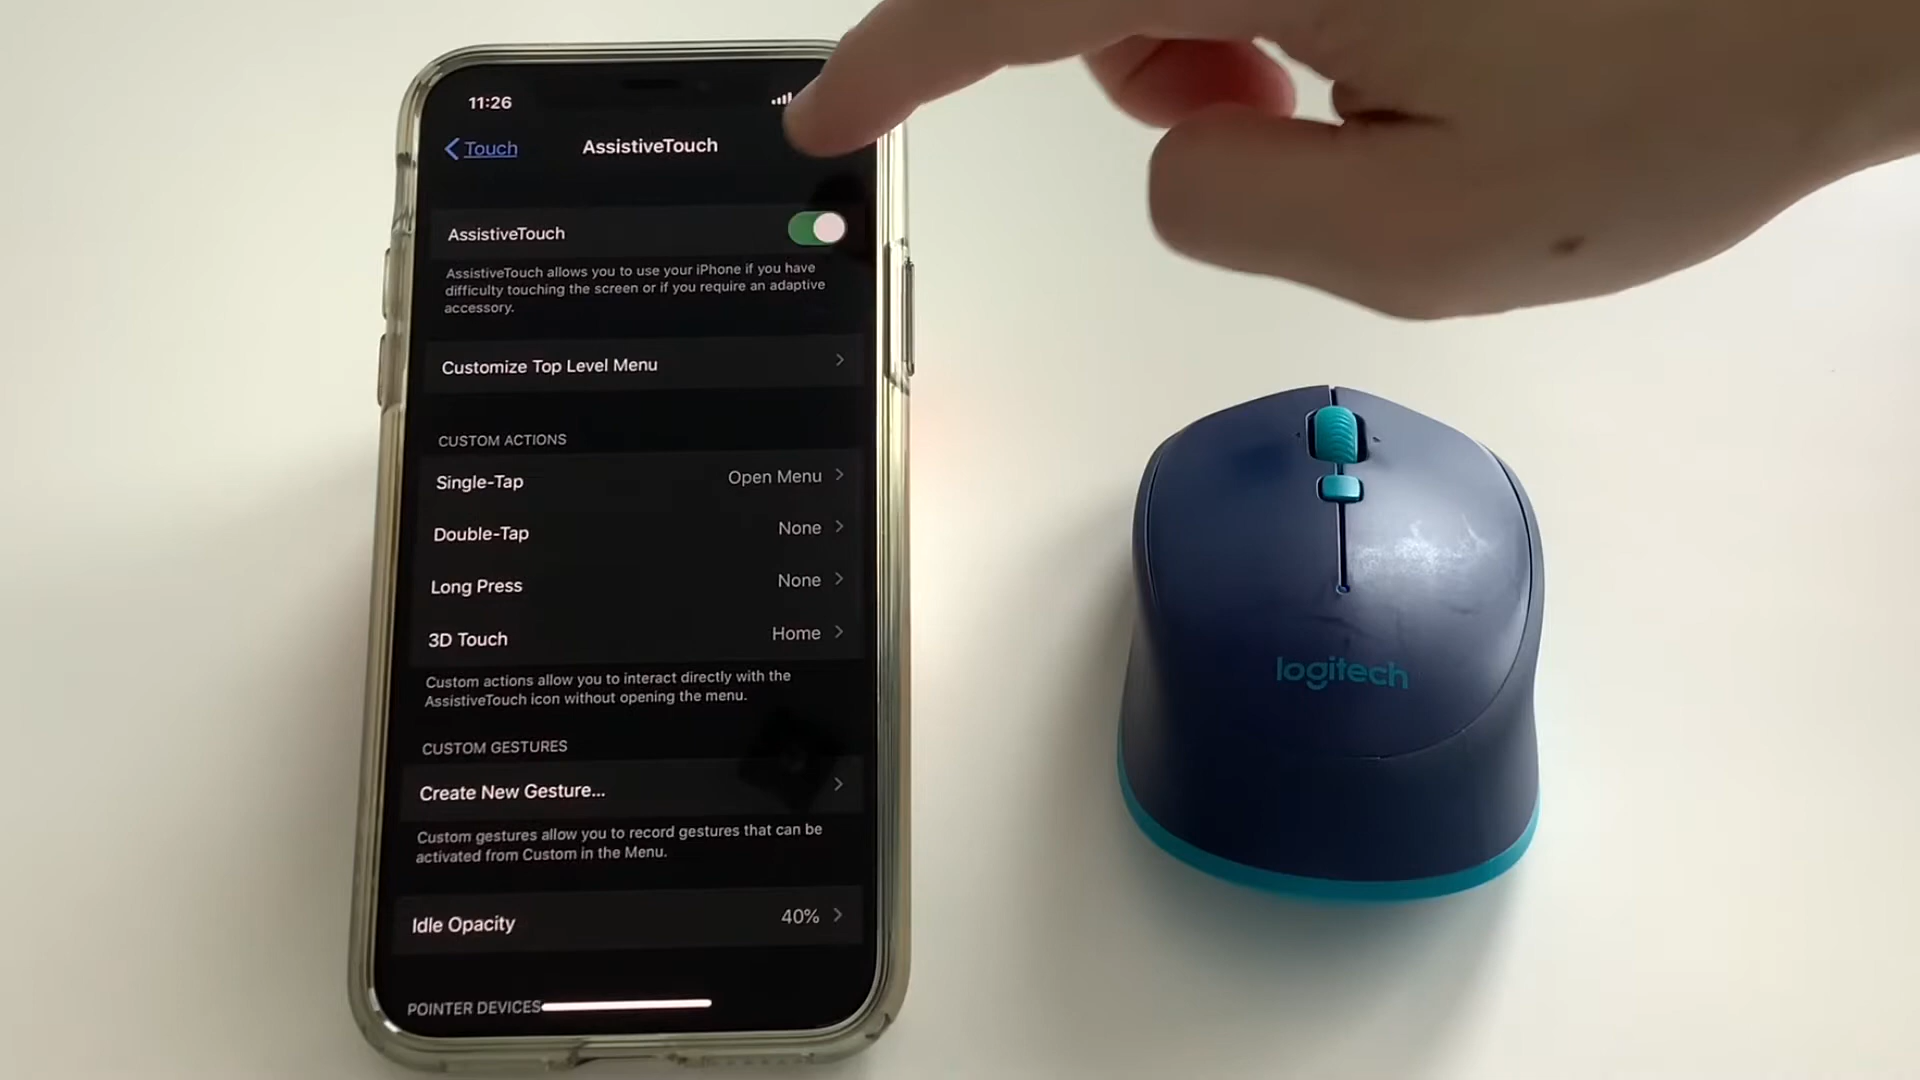 11:26
Touch
AssistiveTouch
AssistiveTouch
AssistiveTouch allows you to use your iPhone if you have
difficulty touching the screen or if you require an adaptive
accessory.
Customize Top Level Menu
CUSTOM ACTIONS
Single-Tap Open Menu
Double-Tap None
Long Press None
3D Touch Home
Custom actions allow you to interact directly with the
AssistiveTouch icon without opening the menu.
CUSTOM GESTURES
Create New Gesture...
Custom gestures allow you to record gestures that can be
activated from Custom in the Menu.
Idle Opacity 40%
POINTER DEVICES
logitech